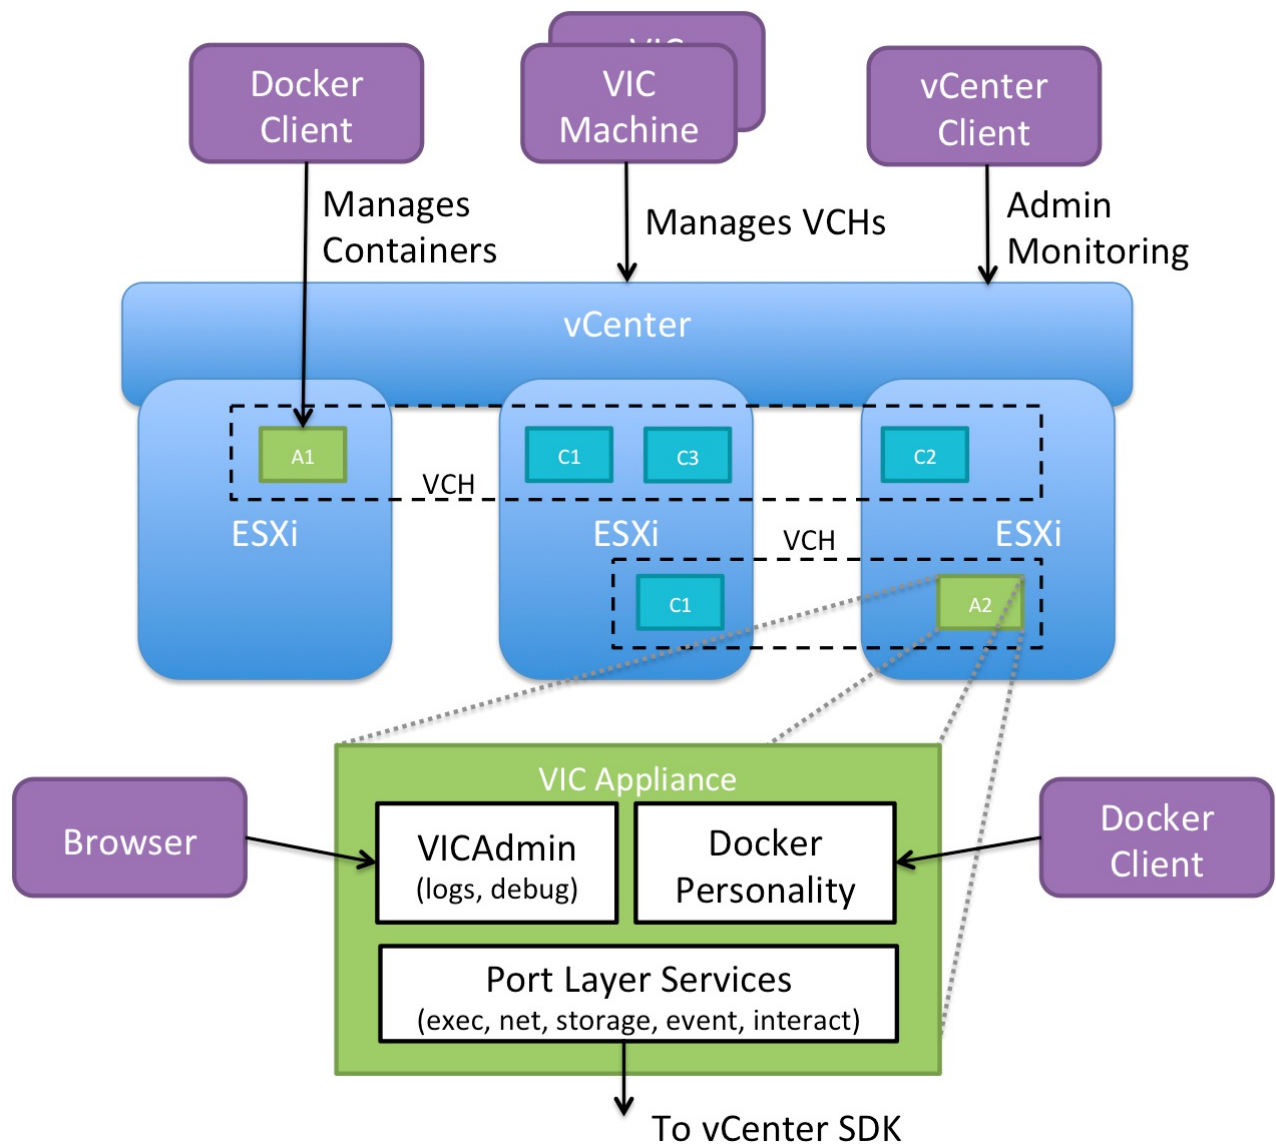 Docker
Client
VIC
VIC
Machine
vCenter
Client
Manages
Containers
Manages VCHs
Admin
Monitoring
vCenter
A1
C1
C3
C2
VCH
ESXi
ESXi
ESXi
VCH
C1
A2
VIC Appliance
Browser
VICAdmin
(logs, debug)
Docker
Personality
Docker
Client
Port Layer Services
(exec, net, storage, event, interact)
To vCenter SDK